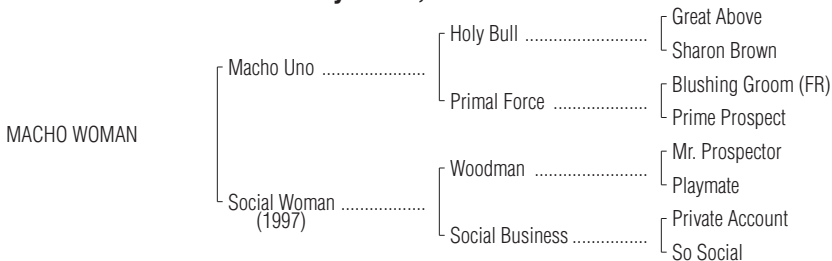 Great Above
Holy Bull ..........................
Sharon Brown
Macho Uno ......................
Blushing Groom (FR)
Primal Force ....................
Prime Prospect
MACHO WOMAN
Mr. Prospector
Woodman ........................
Playmate
Social Woman ..................
(1997)
Private Account
Social Business ................
So Social